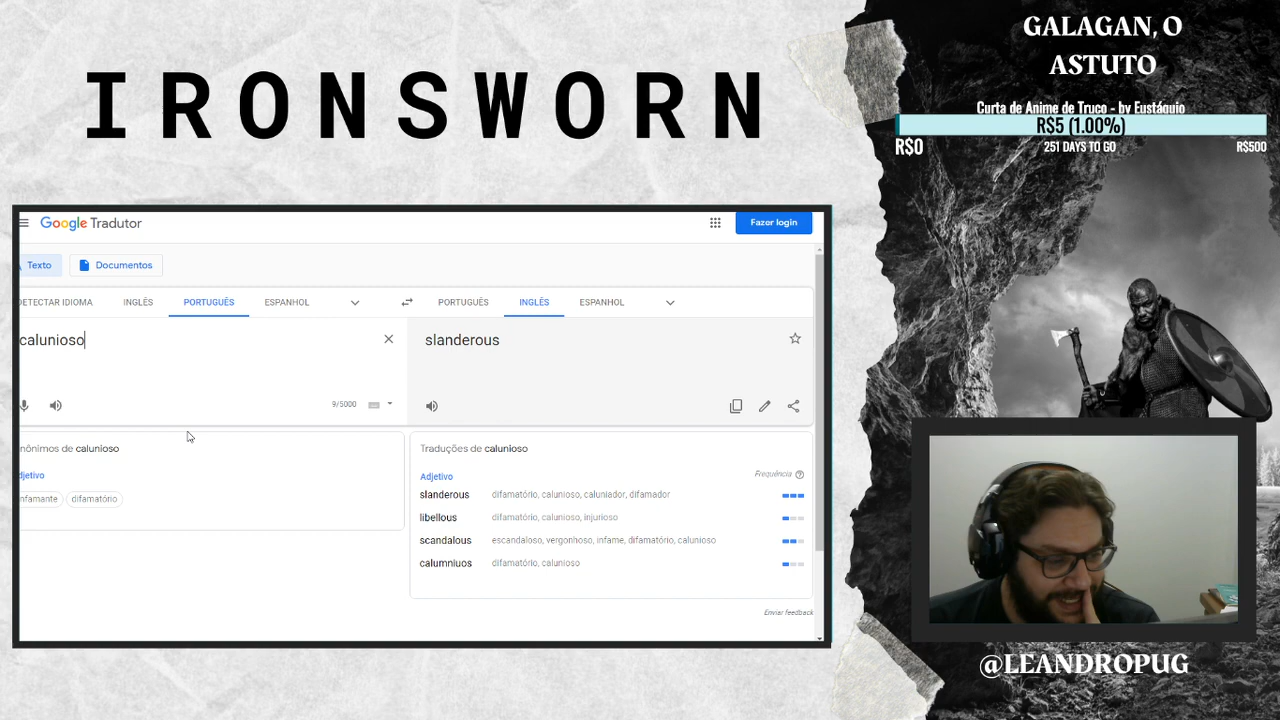 IRONSWORN
GALAGAN, O
ASTUTO
Curta de Anime de Truco - by Eustáquio
R$5 (1.00%)
R$0
251 DAYS TO GO
R$500
Google Tradutor
Fazer login
Texto
Documentos
DETECTAR IDIOMA
INGLÊS
PORTUGUÊS
ESPANHOL
PORTUGUÊS
INGLÊS
ESPANHOL
calunioso
slanderous
9/5000
nônimos de calunioso
djetivo
nfamante
difamatório
Traduções de calunioso
Adjetivo
Frequência
slanderous difamatório, calunioso, caluniador, difamador
libellous difamatório, calunioso, injurioso
scandalous escandaloso, vergonhoso, infame, difamatório, calunioso
calumniuos difamatório, calunioso
Enviar feedback
@LEANDROPUG